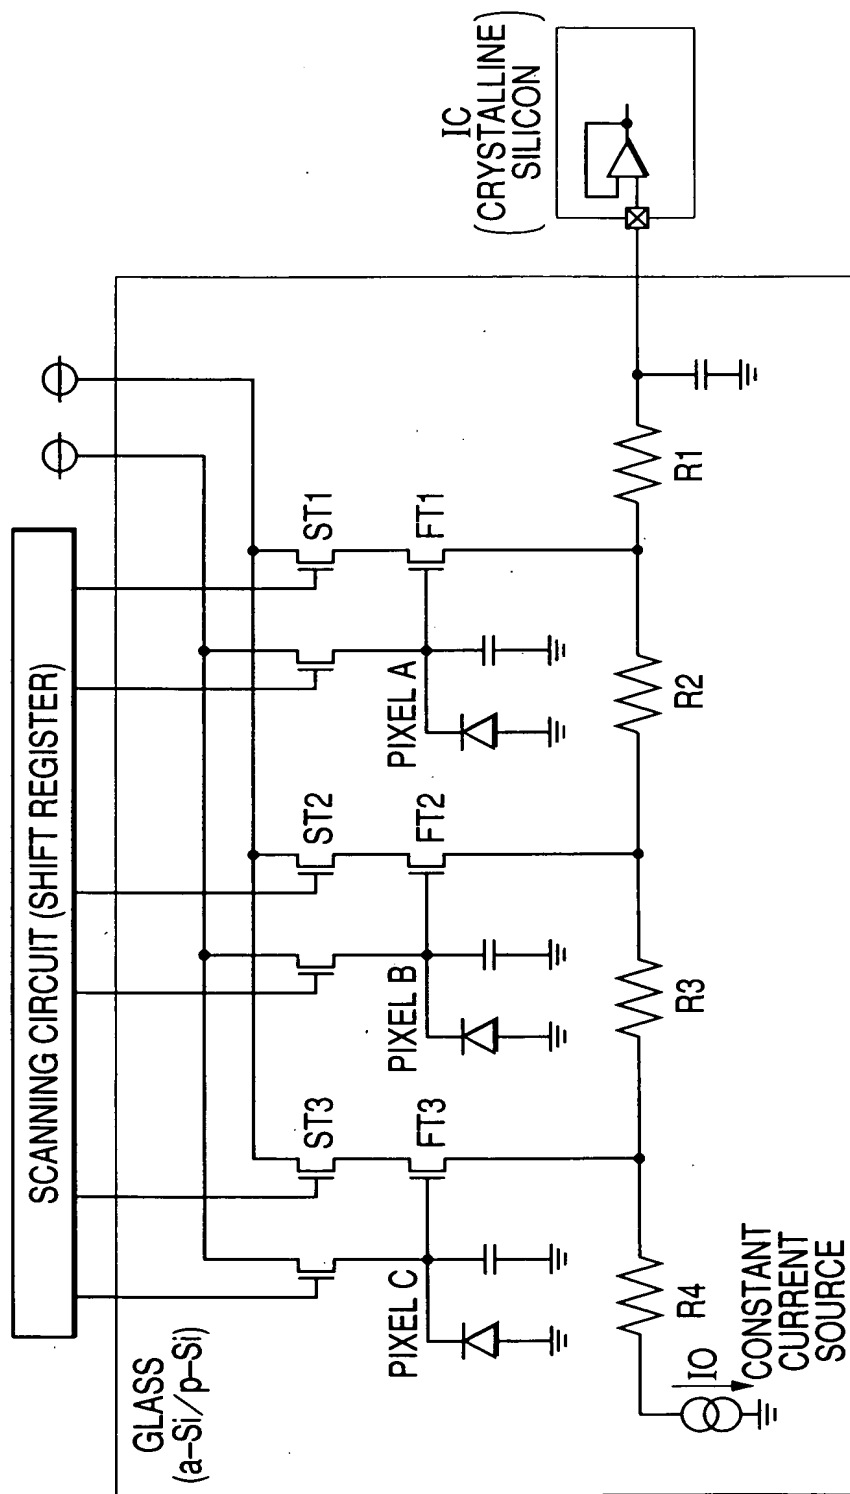 SCANNING CIRCUIT (SHIFT REGISTER)
GLASS
(a-Si/p-Si)
IC
(CRYSTALLINE
SILICON)
ST3
ST2
ST1
FT3
FT2
FT1
PIXEL C
PIXEL B
PIXEL A
R4
R3
R2
R1
IO
CONSTANT
CURRENT
SOURCE